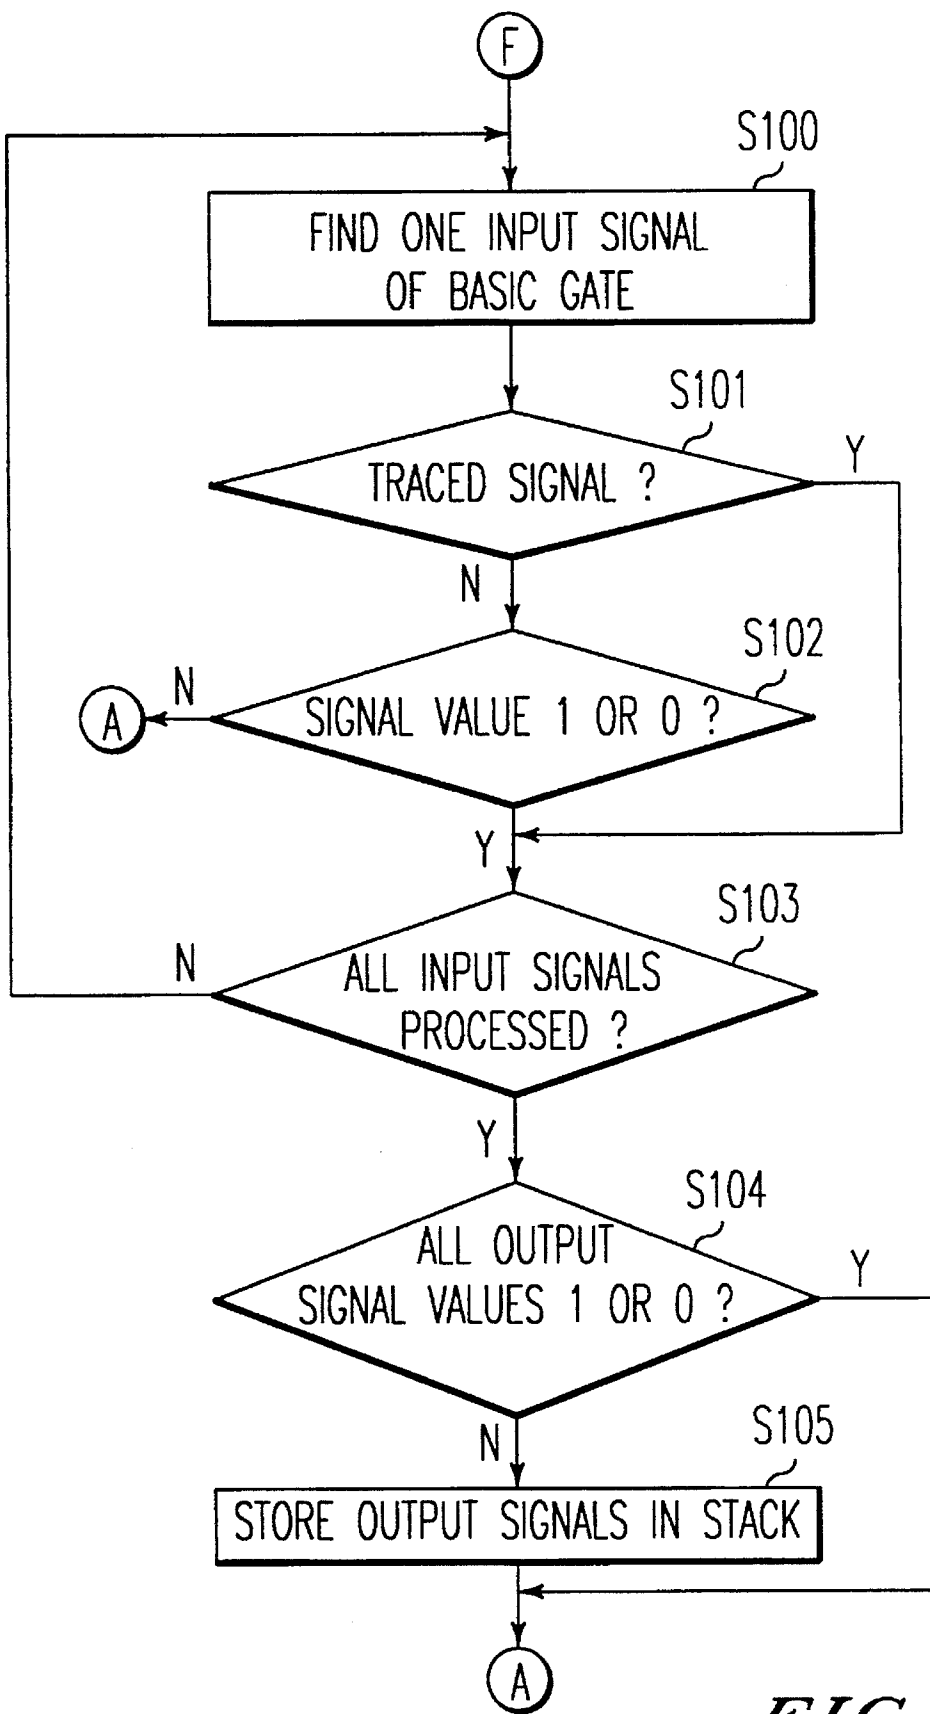 F
S100
FIND ONE INPUT SIGNAL
OF BASIC GATE
S101
TRACED SIGNAL ?
Y
N
S102
SIGNAL VALUE 1 OR 0 ?
N
A
Y
S103
ALL INPUT SIGNALS
PROCESSED ?
N
Y
S104
ALL OUTPUT
SIGNAL VALUES 1 OR 0 ?
Y
N
S105
STORE OUTPUT SIGNALS IN STACK
A